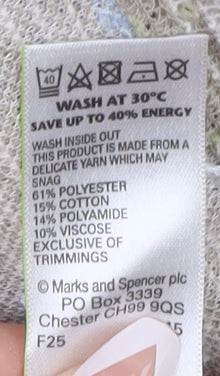 40
WASH AT 30°C
SAVE UP TO 40% ENERGY
WASH INSIDE OUT
THIS PRODUCT IS MADE FROM A
DELICATE YARN WHICH MAY
SNAG
61% POLYESTER
15% COTTON
14% POLYAMIDE
10% VISCOSE
EXCLUSIVE OF
TRIMMINGS
© Marks and Spencer plc
PO Box 3339
Chester CH99 9QS
F25